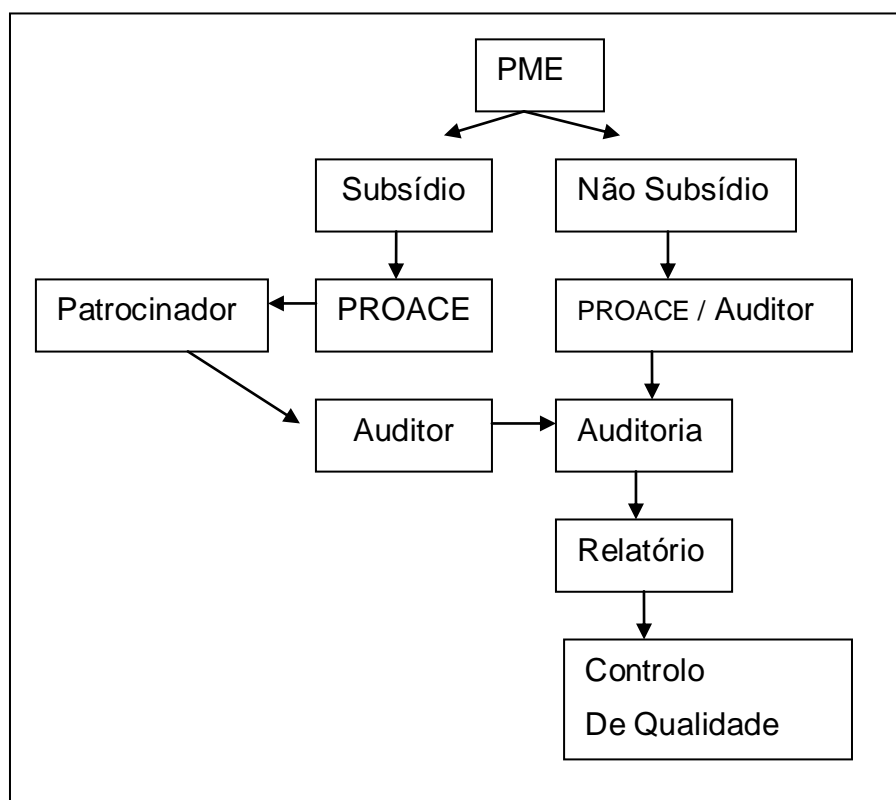 PME
Subsídio
Não Subsídio
Patrocinador
PROACE
PROACE / Auditor
Auditor
Auditoria
Relatório
Controlo
De Qualidade